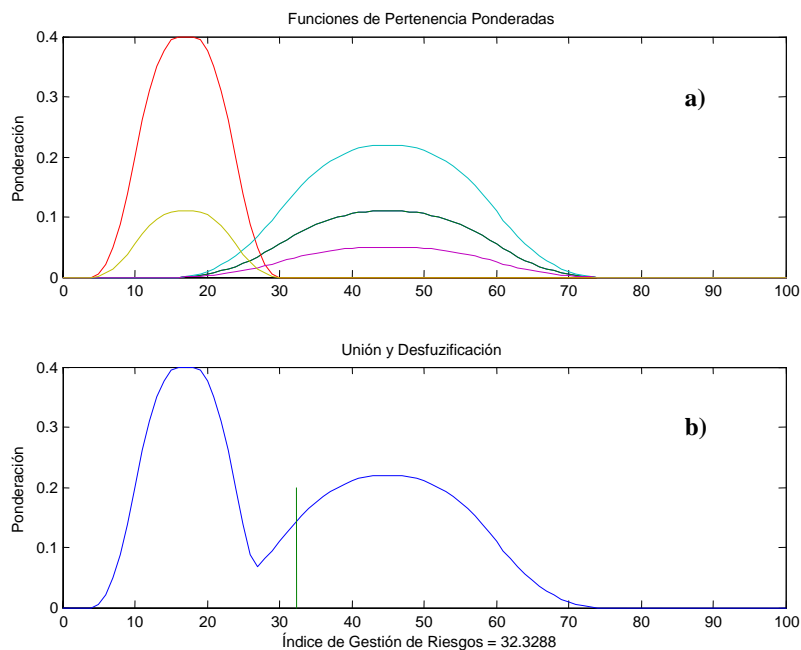 Funciones de Pertenencia Ponderadas
0.4
0.3
0.2
0.1
0
Ponderación
a)
0 10 20 30 40 50 60 70 80 90 100
Unión y Desfuzificación
0.4
0.3
0.2
0.1
0
Ponderación
b)
0 10 20 30 40 50 60 70 80 90 100
Índice de Gestión de Riesgos = 32.3288